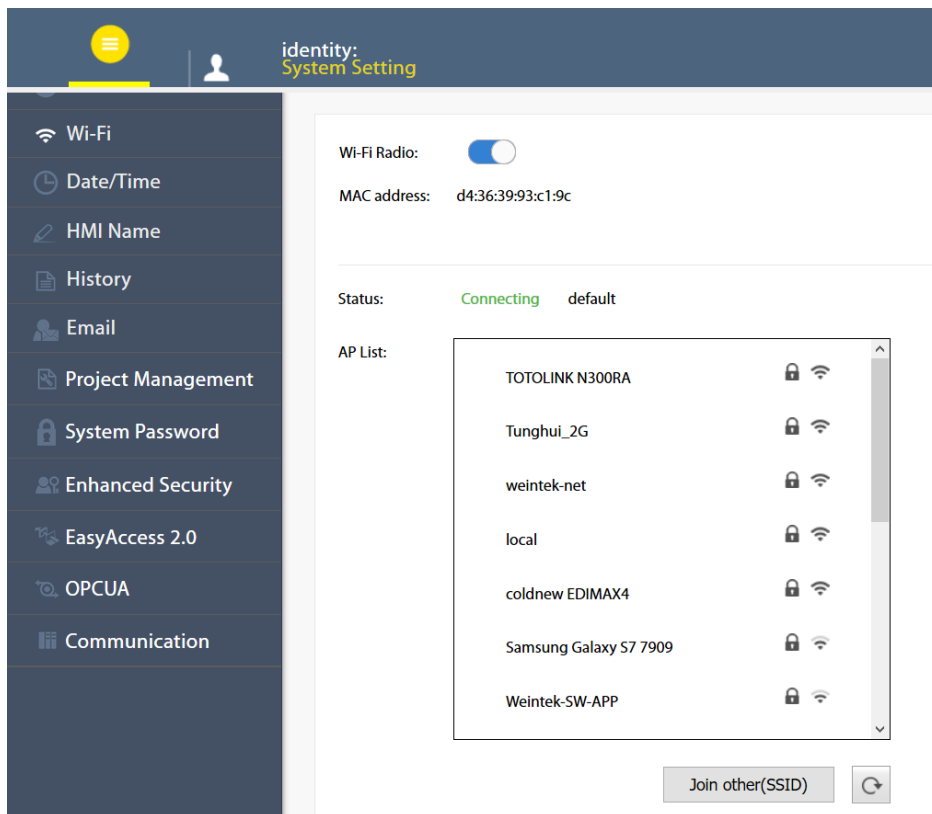 identity:
System Setting
Wi-Fi
Date/Time
HMI Name
History
Email
Project Management
System Password
Enhanced Security
EasyAccess 2.0
OPCUA
Communication
Wi-Fi Radio:
MAC address: d4:36:39:93:c1:9c
Status: Connecting default
AP List:
TOTOLINK N300RA
Tunghui_2G
weintek-net
local
coldnew EDIMAX4
Samsung Galaxy S7 7909
Weintek-SW-APP
Join other(SSID)